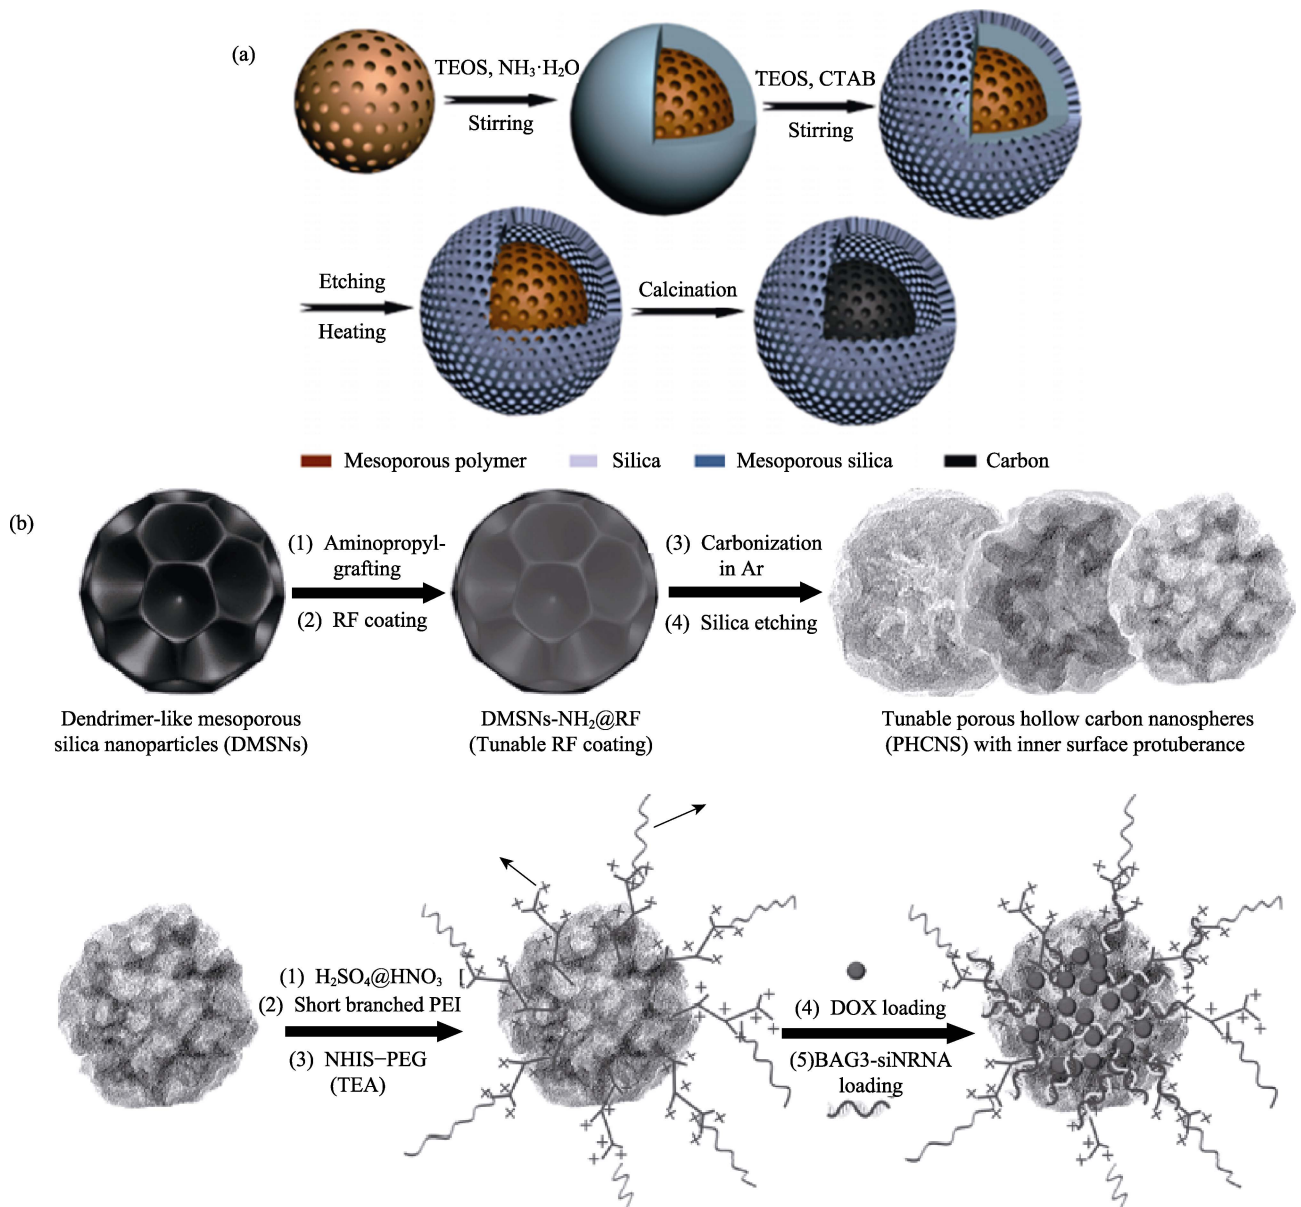 (a)
TEOS, NH₃·H₂O
Stirring
TEOS, CTAB
Stirring
Etching
Heating
Calcination
Mesoporous polymer
Silica
Mesoporous silica
Carbon
(b)
(1) Aminopropyl-
grafting
(2) RF coating
(3) Carbonization
in Ar
(4) Silica etching
Dendrimer-like mesoporous
silica nanoparticles (DMSNs)
DMSNs-NH₂@RF
(Tunable RF coating)
Tunable porous hollow carbon nanospheres
(PHCNS) with inner surface protuberance
(1) H₂SO₄@HNO₃
(2) Short branched PEI
(3) NHIS−PEG
(TEA)
(4) DOX loading
(5)BAG3-siNRNA
loading